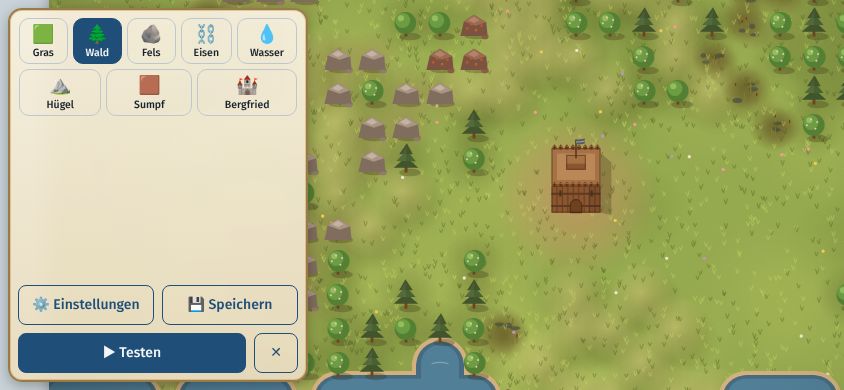 Gras
Wald
Fels
Eisen
Wasser
Hügel
Sumpf
Bergfried
Einstellungen
Speichern
Testen